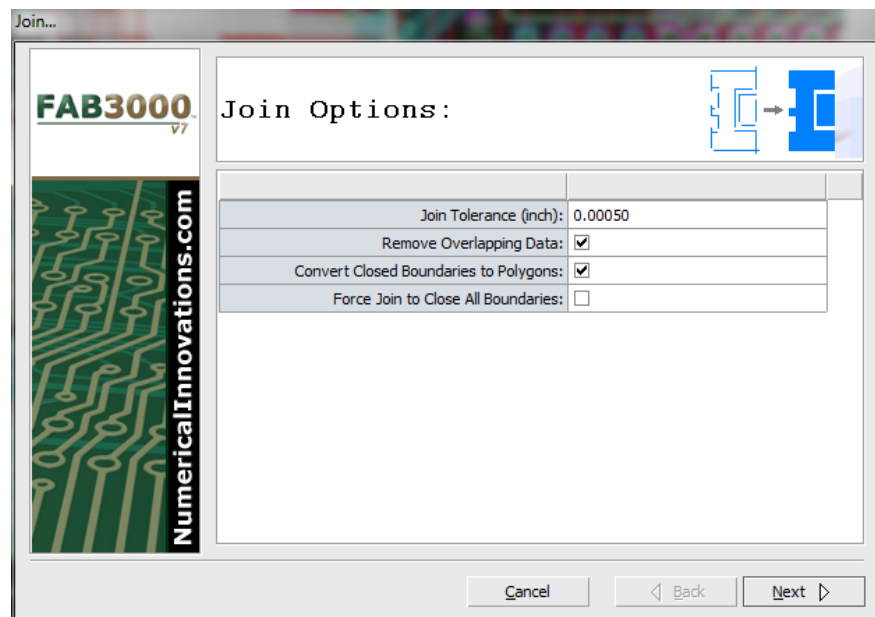 Join...
FAB3000
v7
NumericalInnovations.com
Join Options:
Join Tolerance (inch): 0.00050
Remove Overlapping Data:
Convert Closed Boundaries to Polygons:
Force Join to Close All Boundaries:
Cancel
Back
Next